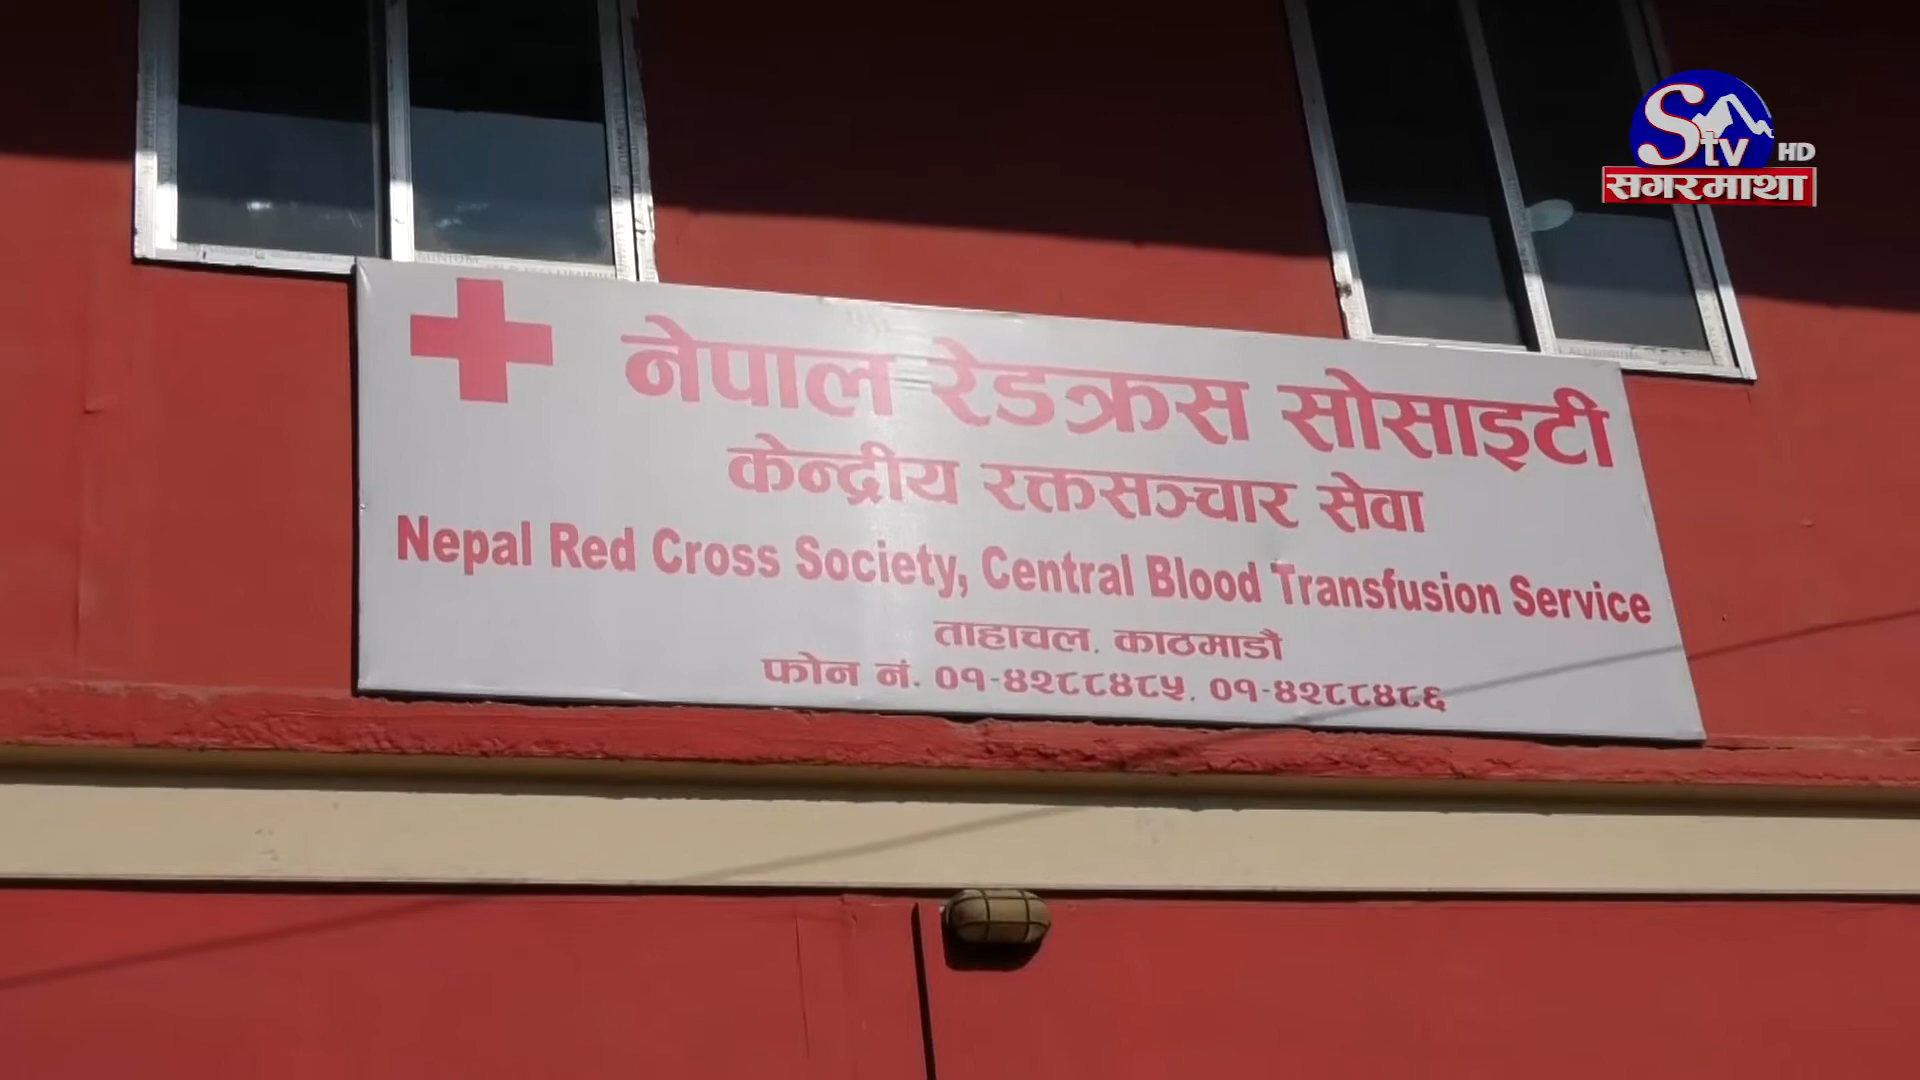 S tv HD
सगरमाथा
नेपाल रेडक्रस सोसाइटी
केन्द्रीय रक्तसञ्चार सेवा
Nepal Red Cross Society, Central Blood Transfusion Service
ताहाचल, काठमाडौं
फोन नं. ०१-४२८८४८५, ०१-४२८८४८६